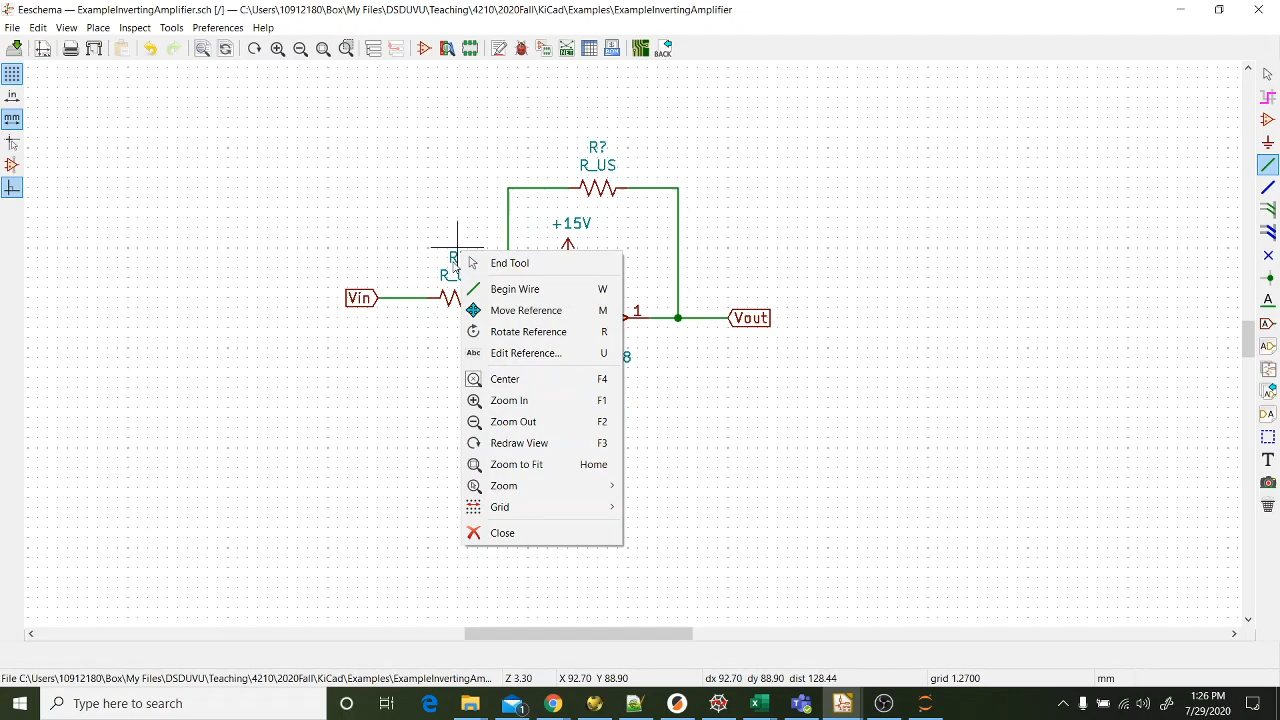 Eeschema — ExampleInvertingAmplifier.sch [/] — C:\Users\10912180\Box\My Files\DSDUVU\Teaching\4210\2020Fall\KiCad\Examples\ExampleInvertingAmplifier
File Edit View Place Inspect Tools Preferences Help
BACK
in
mm
R?
R_US
+15V
R
Vin
1
Vout
8
End Tool
Begin Wire W
Move Reference M
Rotate Reference R
Edit Reference... U
Center F4
Zoom In F1
Zoom Out F2
Redraw View F3
Zoom to Fit Home
Zoom
Grid
Close
File C:\Users\10912180\Box\My Files\DSDUVU\Teaching\4210\2020Fall\KiCad\Examples\ExampleInvertingAm... Z 3.30 X 92.70 Y 88.90 dx 92.70 dy 88.90 dist 128.44 grid 1.2700 mm
Type here to search
1:26 PM
7/29/2020